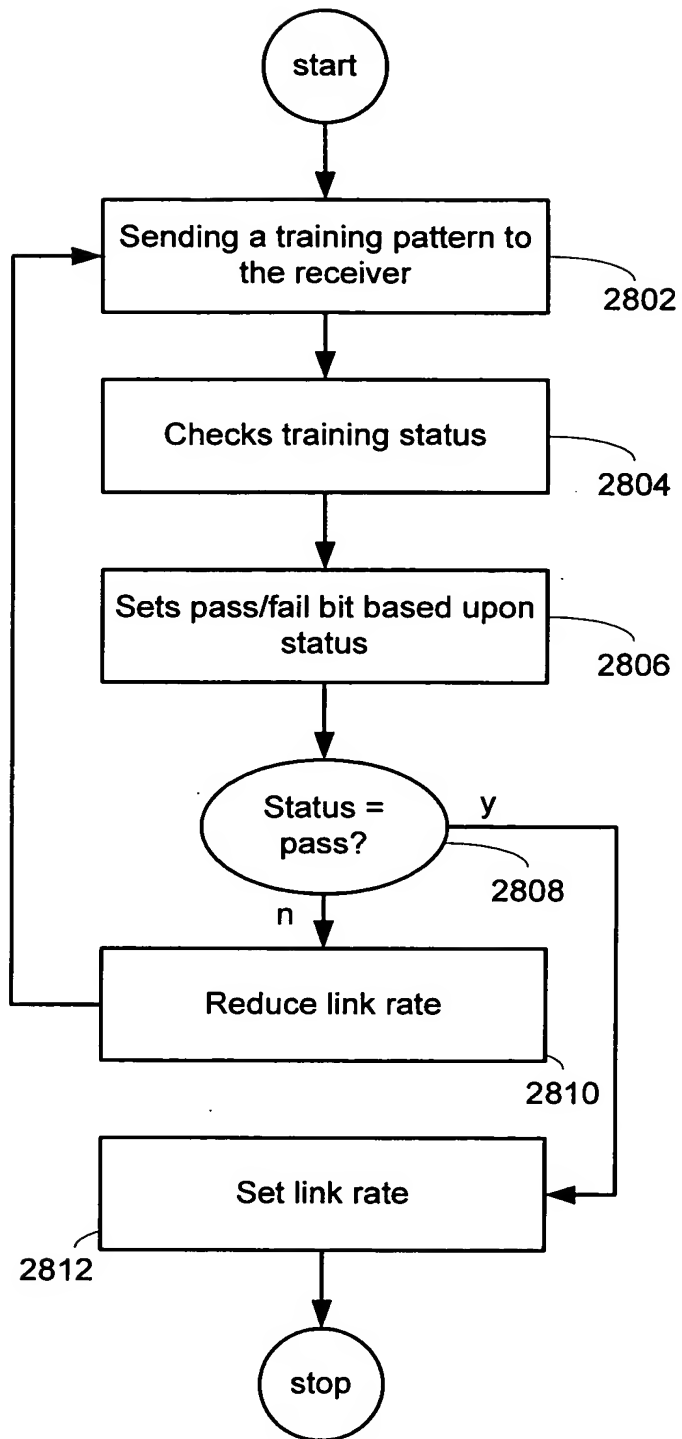 start
Sending a training pattern to
the receiver
2802
Checks training status
2804
Sets pass/fail bit based upon
status
2806
Status =
pass?
y
2808
n
Reduce link rate
2810
Set link rate
2812
stop